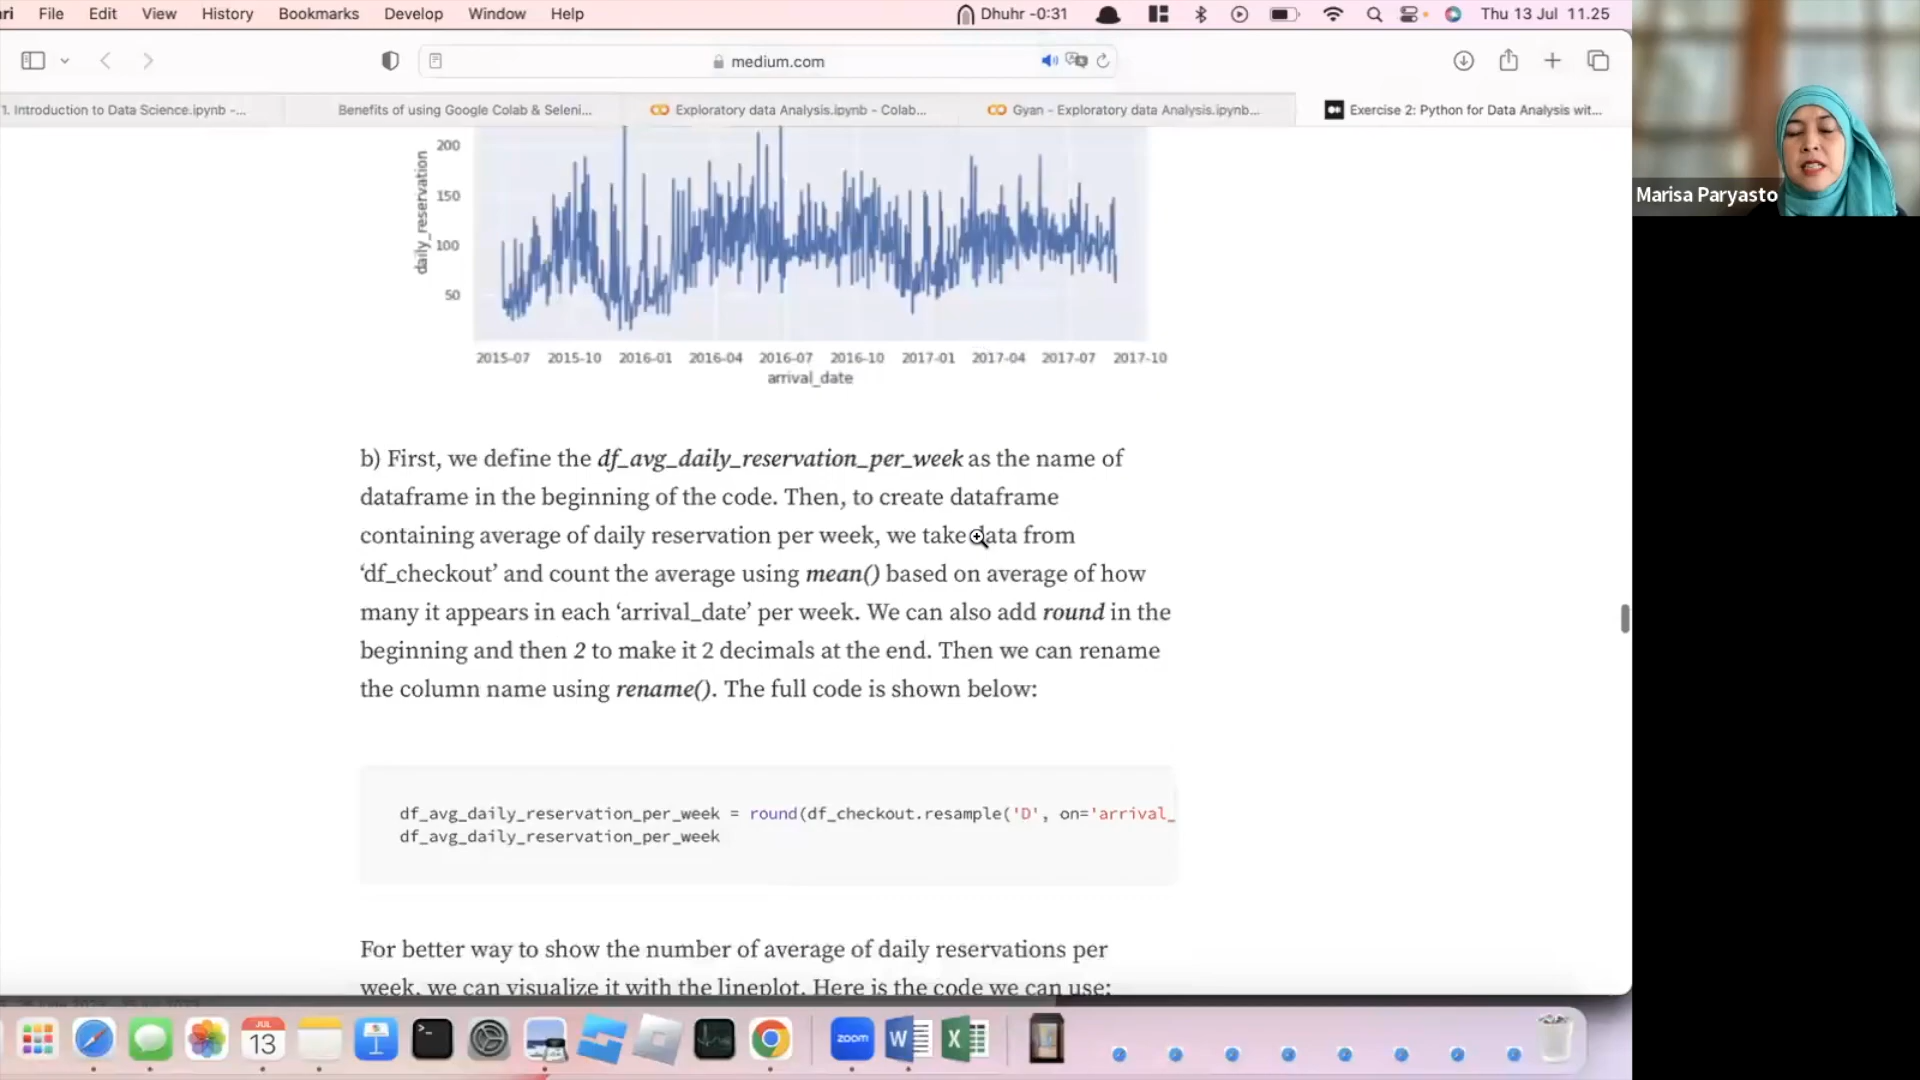 ri File Edit View History Bookmarks Develop Window Help Dhuhr -0:31 Thu 13 Jul 11.25
medium.com
1. Introduction to Data Science.ipynb -... Benefits of using Google Colab & Seleni... Exploratory data Analysis.ipynb - Colab... Gyan - Exploratory data Analysis.ipynb... Exercise 2: Python for Data Analysis wit...
Marisa Paryasto
200
150
100
50
daily_reservation
2015-07 2015-10 2016-01 2016-04 2016-07 2016-10 2017-01 2017-04 2017-07 2017-10
arrival_date
b) First, we define the df_avg_daily_reservation_per_week as the name of
dataframe in the beginning of the code. Then, to create dataframe
containing average of daily reservation per week, we take data from
‘df_checkout’ and count the average using mean() based on average of how
many it appears in each ‘arrival_date’ per week. We can also add round in the
beginning and then 2 to make it 2 decimals at the end. Then we can rename
the column name using rename(). The full code is shown below:
df_avg_daily_reservation_per_week = round(df_checkout.resample('D', on='arrival_
df_avg_daily_reservation_per_week
For better way to show the number of average of daily reservations per
week, we can visualize it with the lineplot. Here is the code we can use:
JUL
13
zoom
W
X